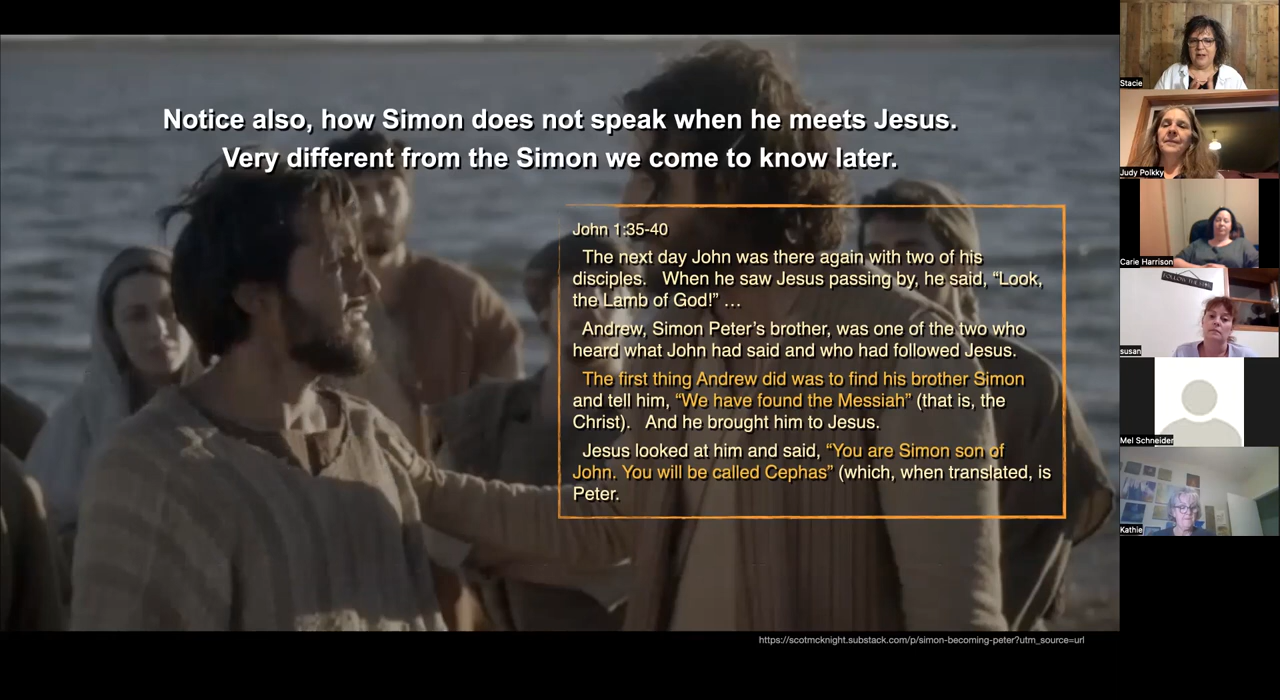 Notice also, how Simon does not speak when he meets Jesus.
Very different from the Simon we come to know later.
John 1:35-40
The next day John was there again with two of his
disciples. When he saw Jesus passing by, he said, “Look,
the Lamb of God!” …
Andrew, Simon Peter’s brother, was one of the two who
heard what John had said and who had followed Jesus.
The first thing Andrew did was to find his brother Simon
and tell him, “We have found the Messiah” (that is, the
Christ). And he brought him to Jesus.
Jesus looked at him and said, “You are Simon son of
John. You will be called Cephas” (which, when translated, is
Peter.
https://scotmcknight.substack.com/p/simon-becoming-peter?utm_source=url
Stacie
Judy Polkky
Carie Harrison
FOLLOW THE
susan
Mel Schneider
Kathie